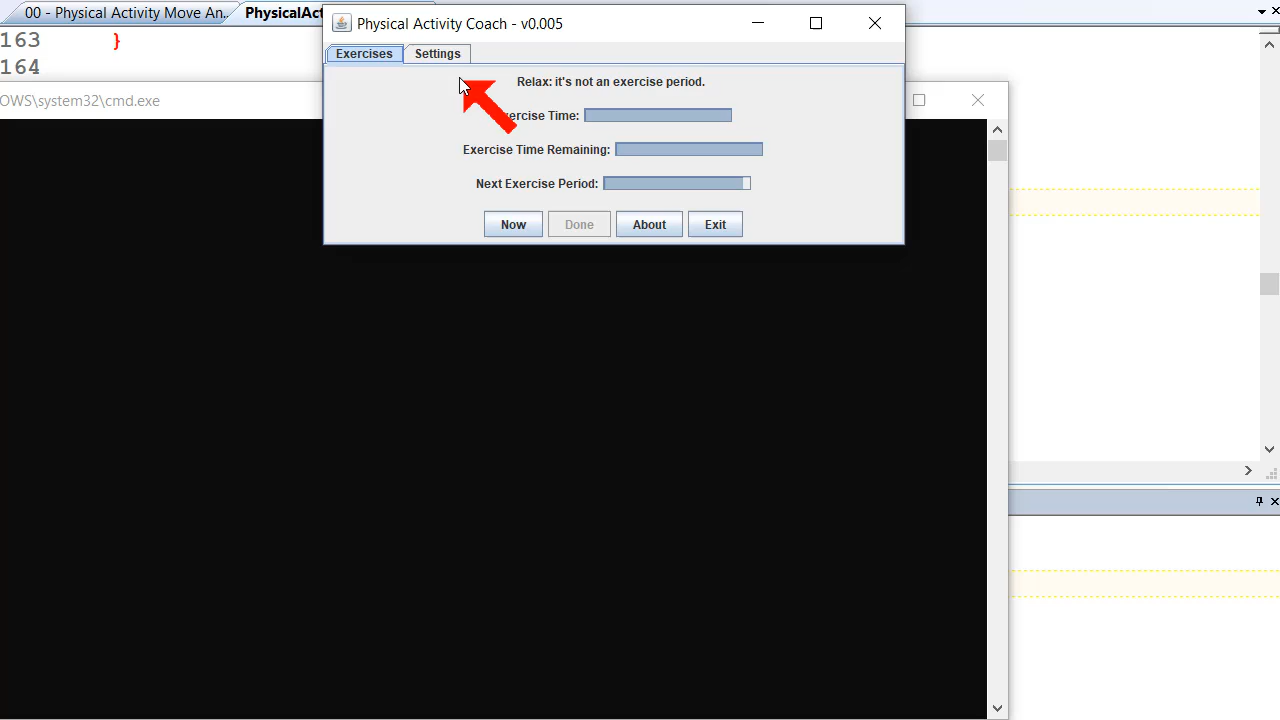 00 - Physical Activity Move An..
PhysicalAct
163 }
164
OWS\system32\cmd.exe
Physical Activity Coach - v0.005
Exercises Settings
Relax: it's not an exercise period.
ercise Time:
Exercise Time Remaining:
Next Exercise Period:
Now Done About Exit